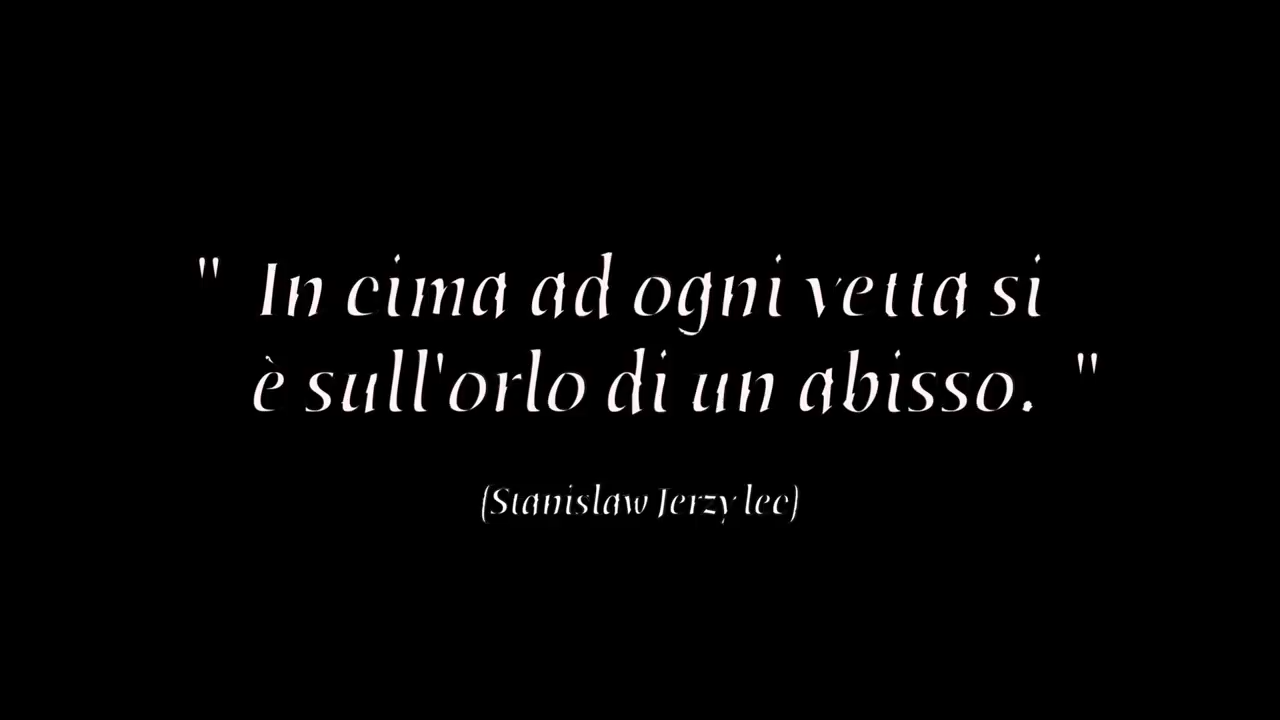 " In cima ad ogni vetta si
è sull'orlo di un abisso. "
(Stanislaw Jerzy lec)